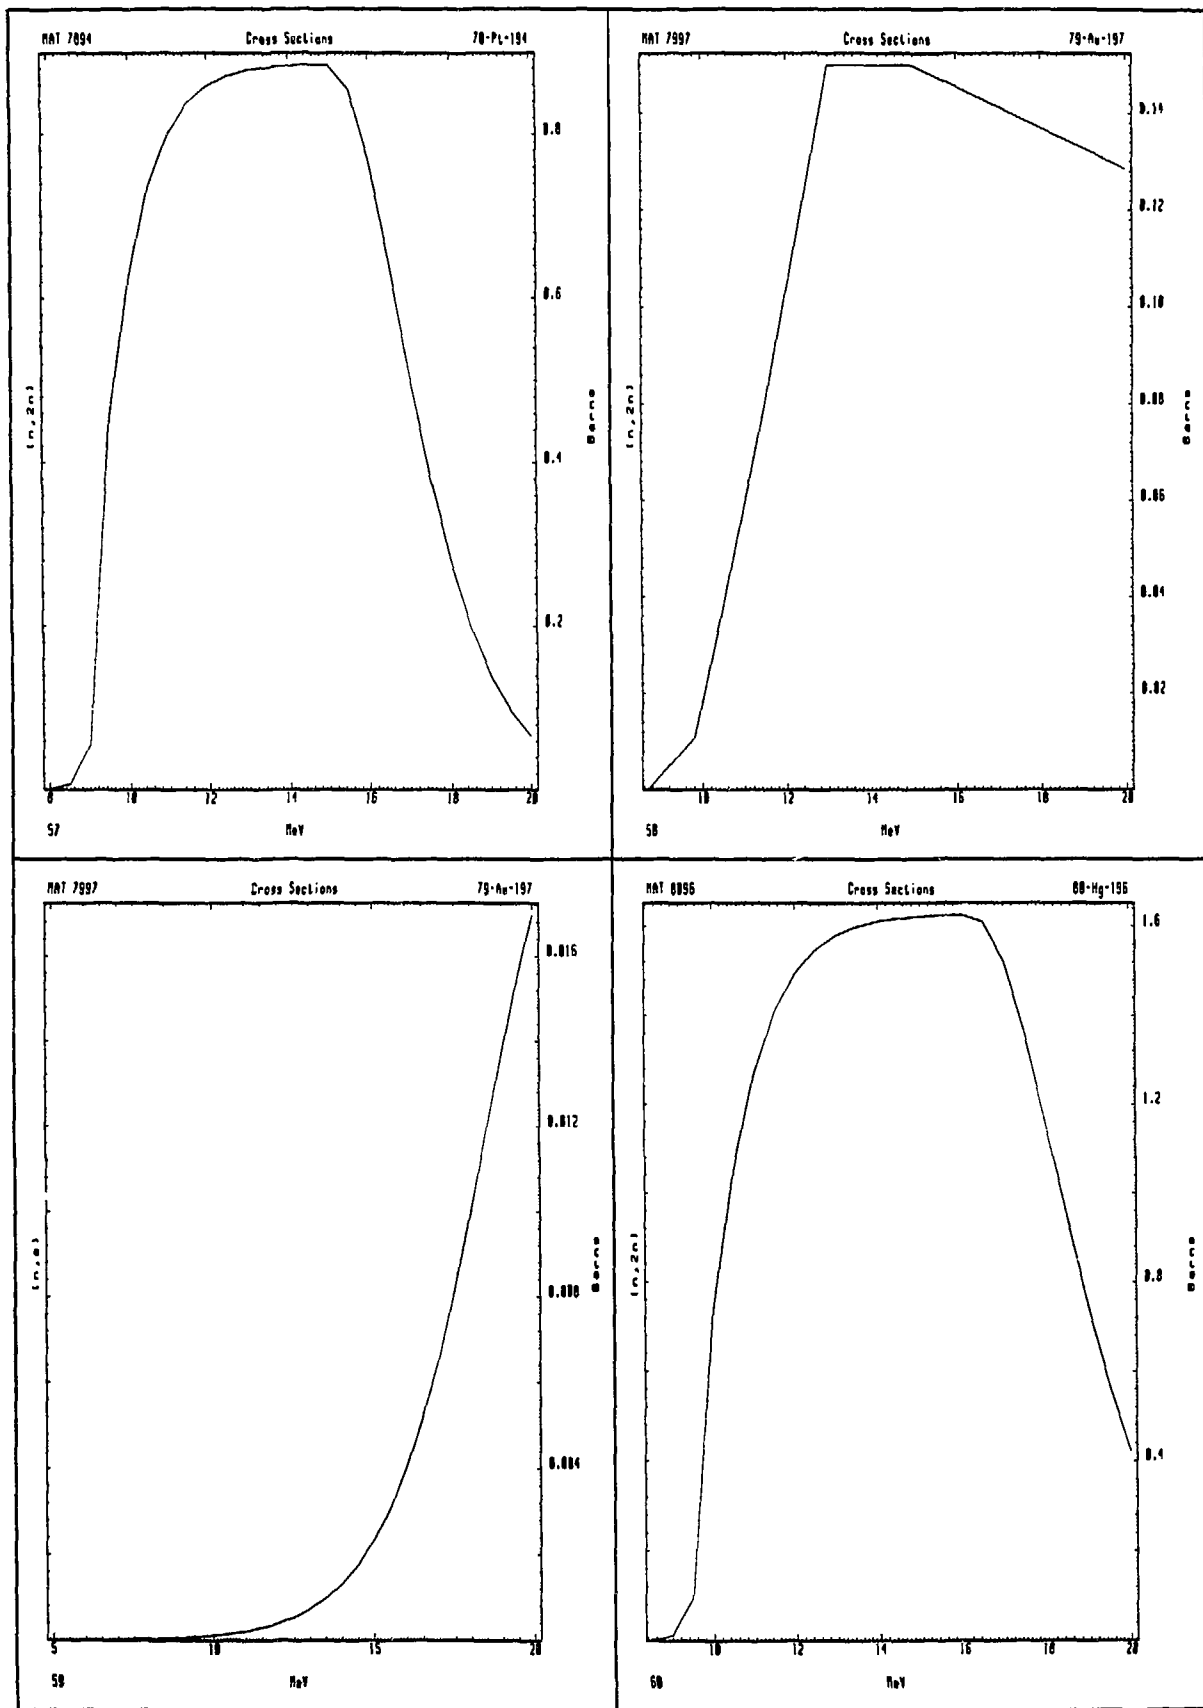 MAT 7894 Cross Sections 78-Pt-194
0.8
0.6
0.4
0.2
(n,2n)
Barns
8 10 12 14 16 18 20
57 MeV
MAT 7997 Cross Sections 79-Au-197
0.14
0.12
0.10
0.08
0.06
0.04
0.02
(n,2n)
Barns
10 12 14 16 18 20
58 MeV
MAT 7997 Cross Sections 79-Au-197
0.016
0.012
0.008
0.004
Barns
5 10 15 20
59 MeV
MAT 8096 Cross Sections 80-Hg-196
1.6
1.2
0.8
0.4
(n,2n)
Barns
10 12 14 16 18 20
60 MeV